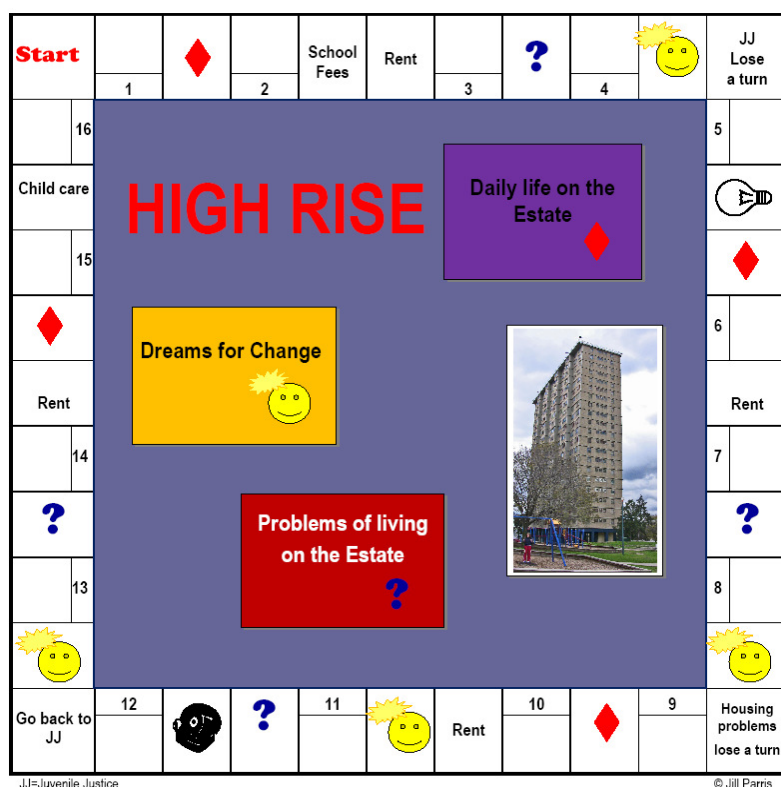 Start
School
Fees
Rent
JJ
Lose
a turn
1
2
3
4
16
5
Child care
HIGH RISE
Daily life on the
Estate
15
6
Dreams for Change
Rent
Rent
14
7
Problems of living
on the Estate
13
8
Go back to
JJ
12
11
Rent
10
9
Housing
problems
lose a turn
JJ=Juvenile Justice
© Jill Parris